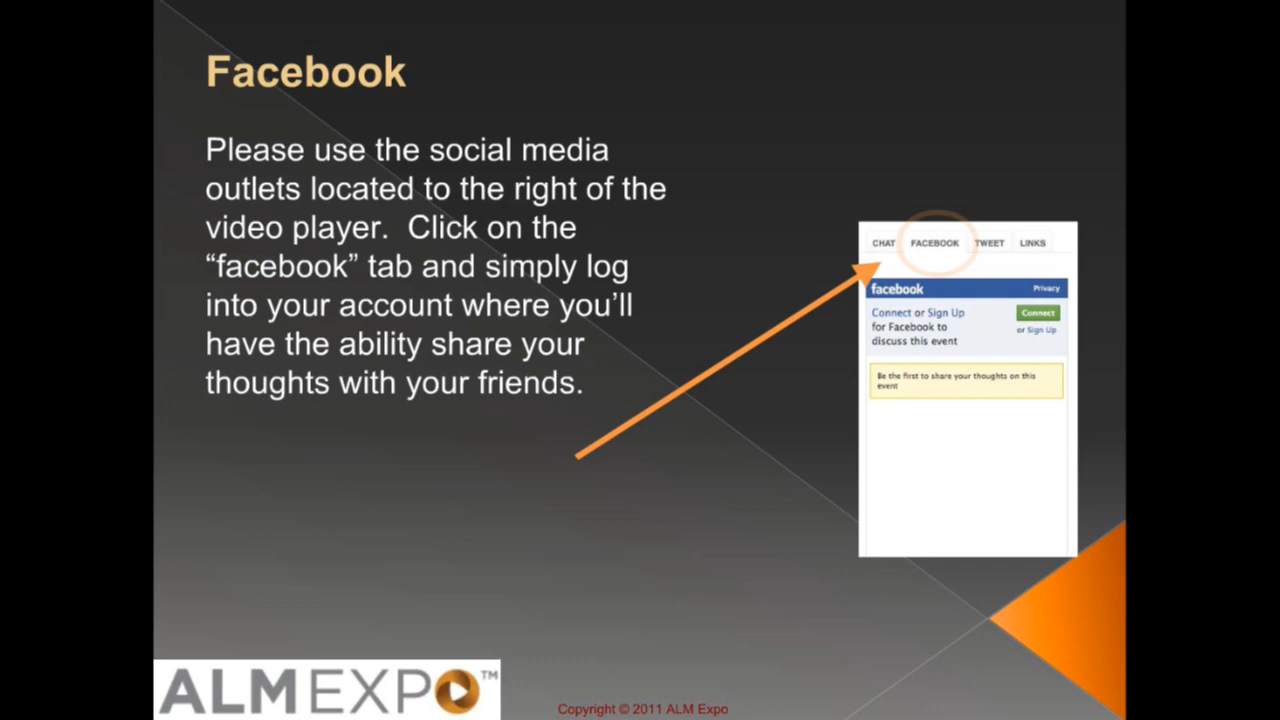 Facebook
Please use the social media
outlets located to the right of the
video player.  Click on the
“facebook” tab and simply log
into your account where you’ll
have the ability share your
thoughts with your friends.
CHAT FACEBOOK TWEET LINKS
facebook Privacy
Connect or Sign Up
for Facebook to
discuss this event
Connect
or Sign Up
Be the first to share your thoughts on this
event
ALM EXPO™
Copyright © 2011 ALM Expo